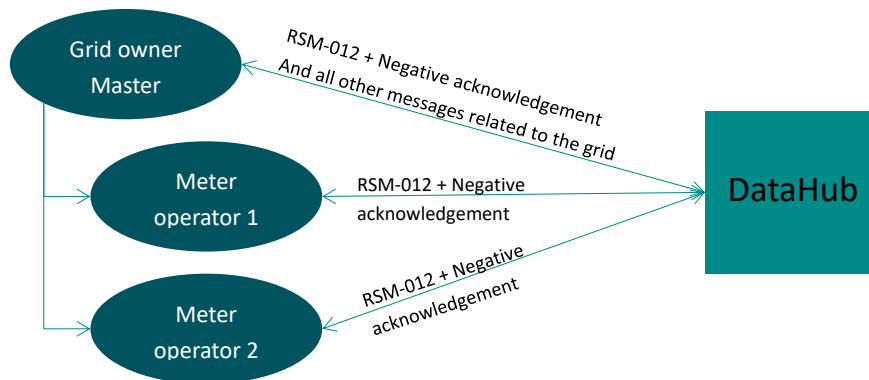 Grid owner
Master
RSM-012 + Negative acknowledgement
And all other messages related to the grid
DataHub
Meter
operator 1
RSM-012 + Negative
acknowledgement
Meter
operator 2
RSM-012 + Negative
acknowledgement